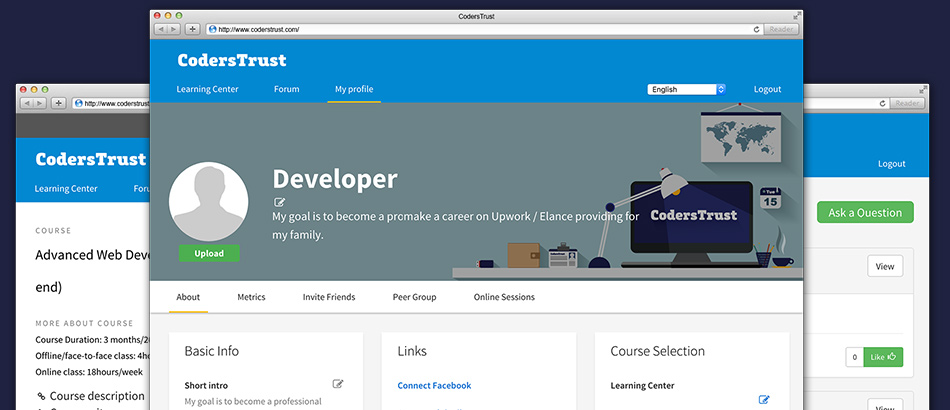 CodersTrust
http://www.coderstrust.com/
Reader
CodersTrust
Learning Center
Forum
My profile
English
Logout
Developer
My goal is to become a promake a career on Upwork / Elance providing for
my family.
Upload
CodersTrust
Tue
15
About
Metrics
Invite Friends
Peer Group
Online Sessions
Basic Info
Short intro
My goal is to become a professional
Links
Connect Facebook
Course Selection
Learning Center
http://www.coderstrust
CodersTrust
Learning Center
COURSE
Advanced Web
end)
MORE ABOUT COURSE
Course Duration: 3 months/
Offline/face-to-face class:
Online class: 18hours/week
Course description
Reader
Logout
Ask a Question
View
0
Like
View